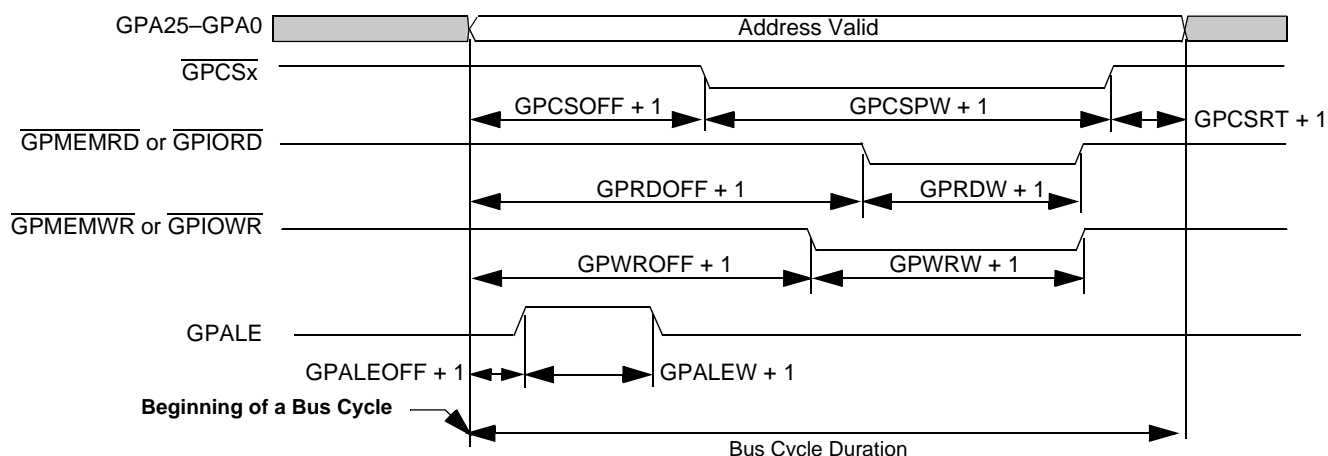 GPA25–GPA0
Address Valid
GPCSx
GPCSOFF + 1
GPCSPW + 1
GPCSRT + 1
GPMEMRD or GPIORD
GPRDOFF + 1
GPRDW + 1
GPMEMWR or GPIOWR
GPWROFF + 1
GPWRW + 1
GPALE
GPALEOFF + 1
GPALEW + 1
Beginning of a Bus Cycle
Bus Cycle Duration